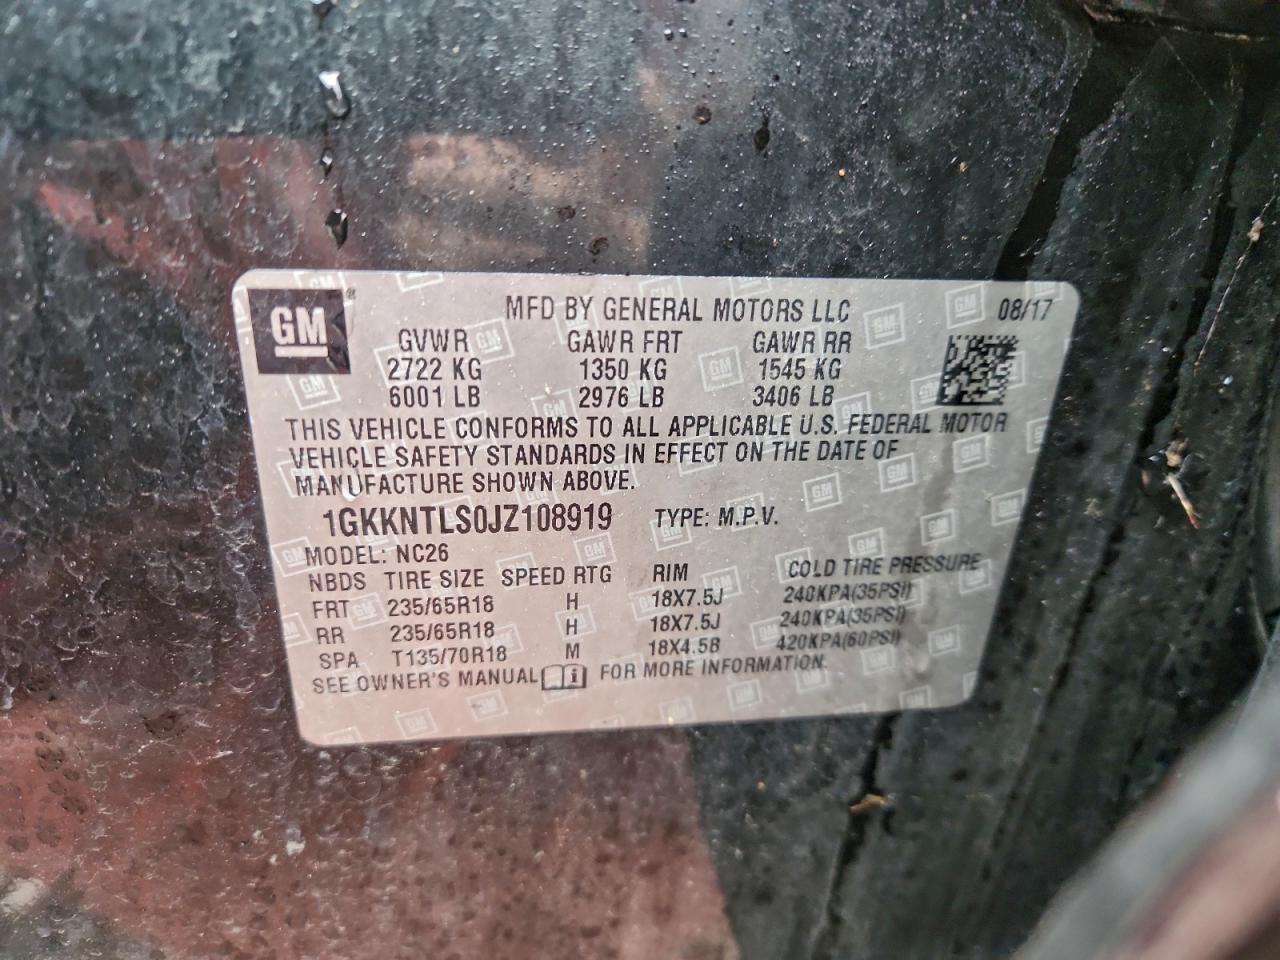 GM ® MFD BY GENERAL MOTORS LLC 08/17
GVWR GAWR FRT GAWR RR
2722 KG 1350 KG 1545 KG
6001 LB 2976 LB 3406 LB
THIS VEHICLE CONFORMS TO ALL APPLICABLE U.S. FEDERAL MOTOR
VEHICLE SAFETY STANDARDS IN EFFECT ON THE DATE OF
MANUFACTURE SHOWN ABOVE.
1GKKNTLS0JZ108919 TYPE: M.P.V.
MODEL: NC26
NBDS TIRE SIZE SPEED RTG RIM COLD TIRE PRESSURE
FRT 235/65R18 H 18X7.5J 240KPA(35PSI)
RR 235/65R18 H 18X7.5J 240KPA(35PSI)
SPA T135/70R18 M 18X4.5B 420KPA(60PSI)
SEE OWNER'S MANUAL FOR MORE INFORMATION.